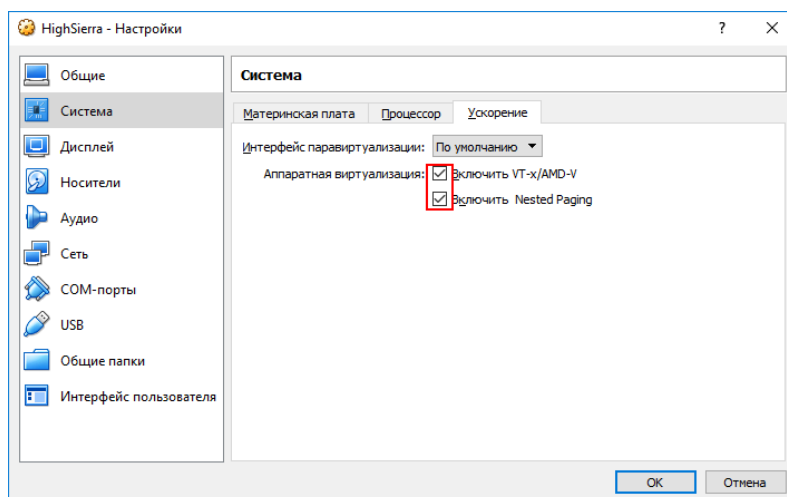 HighSierra - Настройки
?
Общие
Система
Дисплей
Носители
Аудио
Сеть
COM-порты
USB
Общие папки
Интерфейс пользователя
Система
Материнская плата Процессор Ускорение
Интерфейс паравиртуализации: По умолчанию
Аппаратная виртуализация: Включить VT-x/AMD-V
Включить Nested Paging
OK Отмена